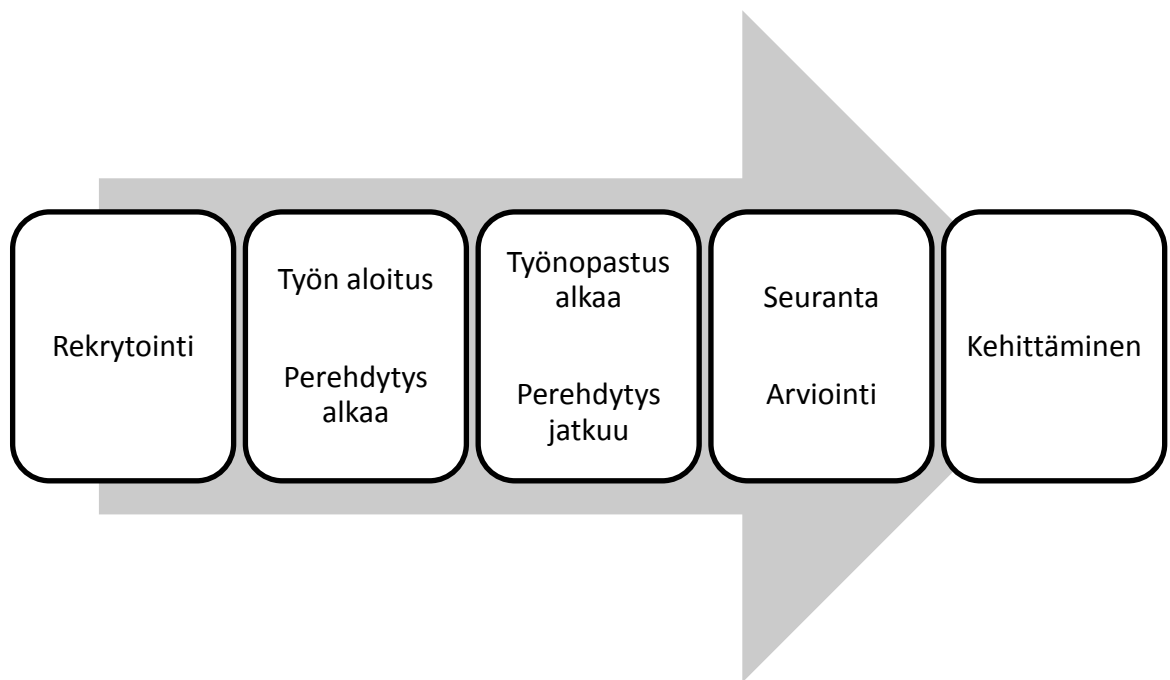 Rekrytointi
Työn aloitus
Perehdytys
alkaa
Työnopastus
alkaa
Perehdytys
jatkuu
Seuranta
Arviointi
Kehittäminen